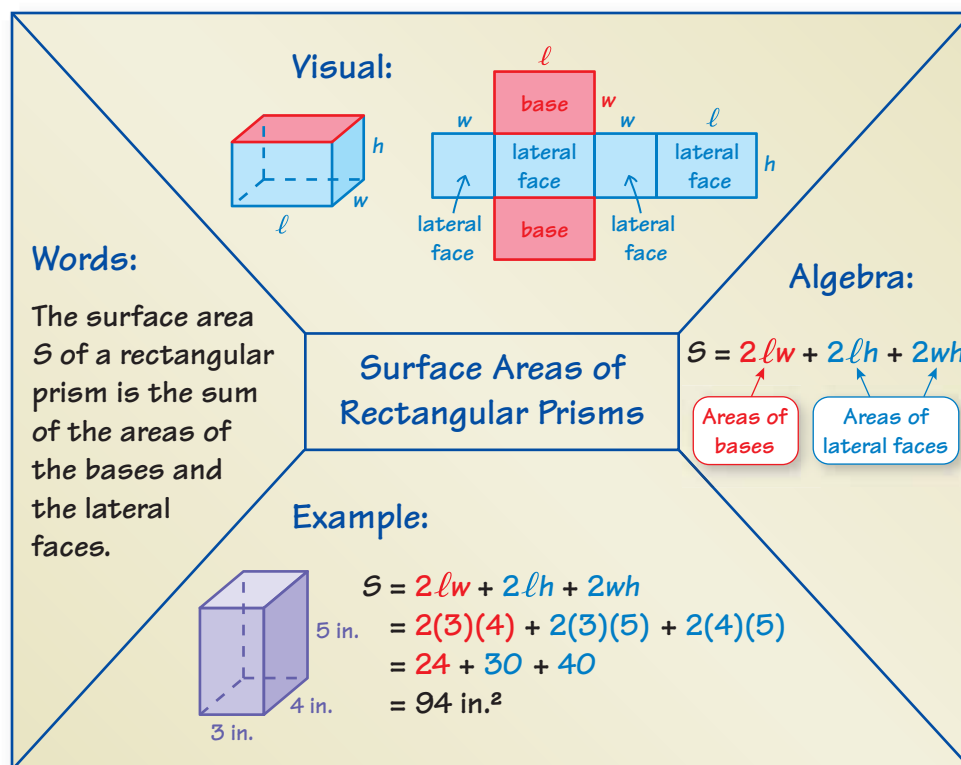 Visual:
ℓ
w
h
ℓ
base
w
w
w
ℓ
lateral
face
lateral
face
h
lateral
face
base
lateral
face
Words:
The surface area
S of a rectangular
prism is the sum
of the areas of
the bases and
the lateral
faces.
Surface Areas of
Rectangular Prisms
Algebra:
S = 2ℓw + 2ℓh + 2wh
Areas of
bases
Areas of
lateral faces
Example:
5 in.
4 in.
3 in.
S = 2ℓw + 2ℓh + 2wh
= 2(3)(4) + 2(3)(5) + 2(4)(5)
= 24 + 30 + 40
= 94 in.²